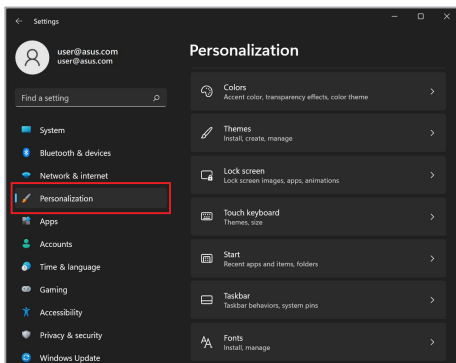 Settings
user@asus.com
user@asus.com
Find a setting
System
Bluetooth & devices
Network & internet
Personalization
Apps
Accounts
Time & language
Gaming
Accessibility
Privacy & security
Windows Update
Personalization
Colors
Accent color, transparency effects, color theme
Themes
Install, create, manage
Lock screen
Lock screen images, apps, animations
Touch keyboard
Themes, size
Start
Recent apps and items, folders
Taskbar
Taskbar behaviors, system pins
Fonts
Install, manage